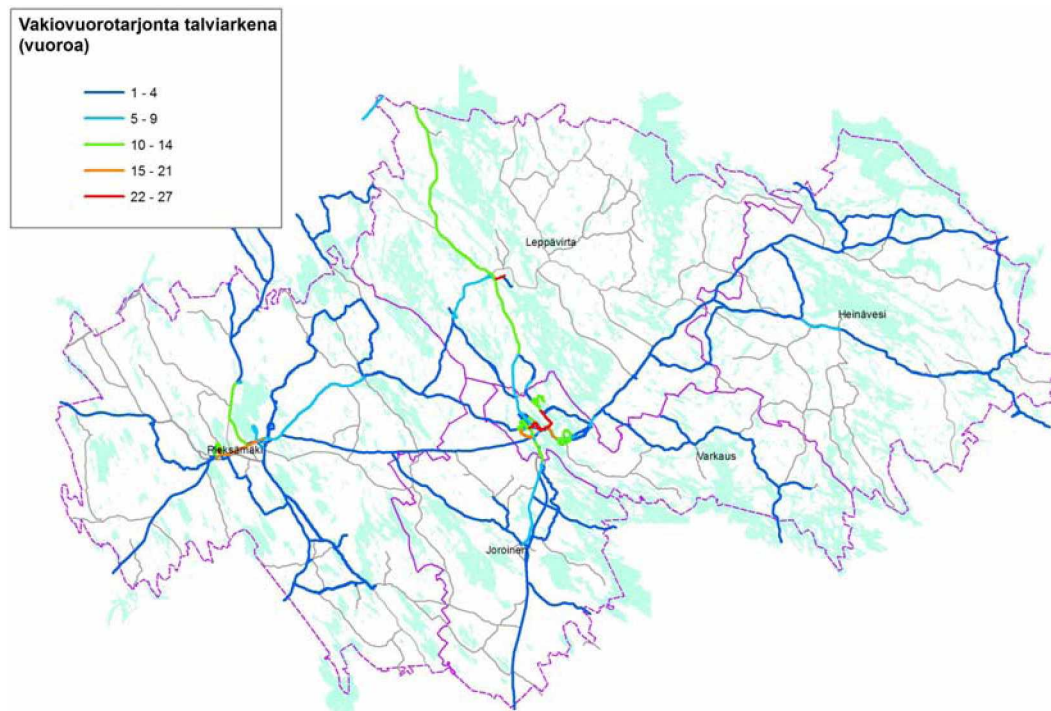 Vakiovuorotarjonta talviarkena
(vuoroa)
1 - 4
5 - 9
10 - 14
15 - 21
22 - 27
Leppävirta
Heinävesi
Pieksämäki
Varkaus
Joroinen